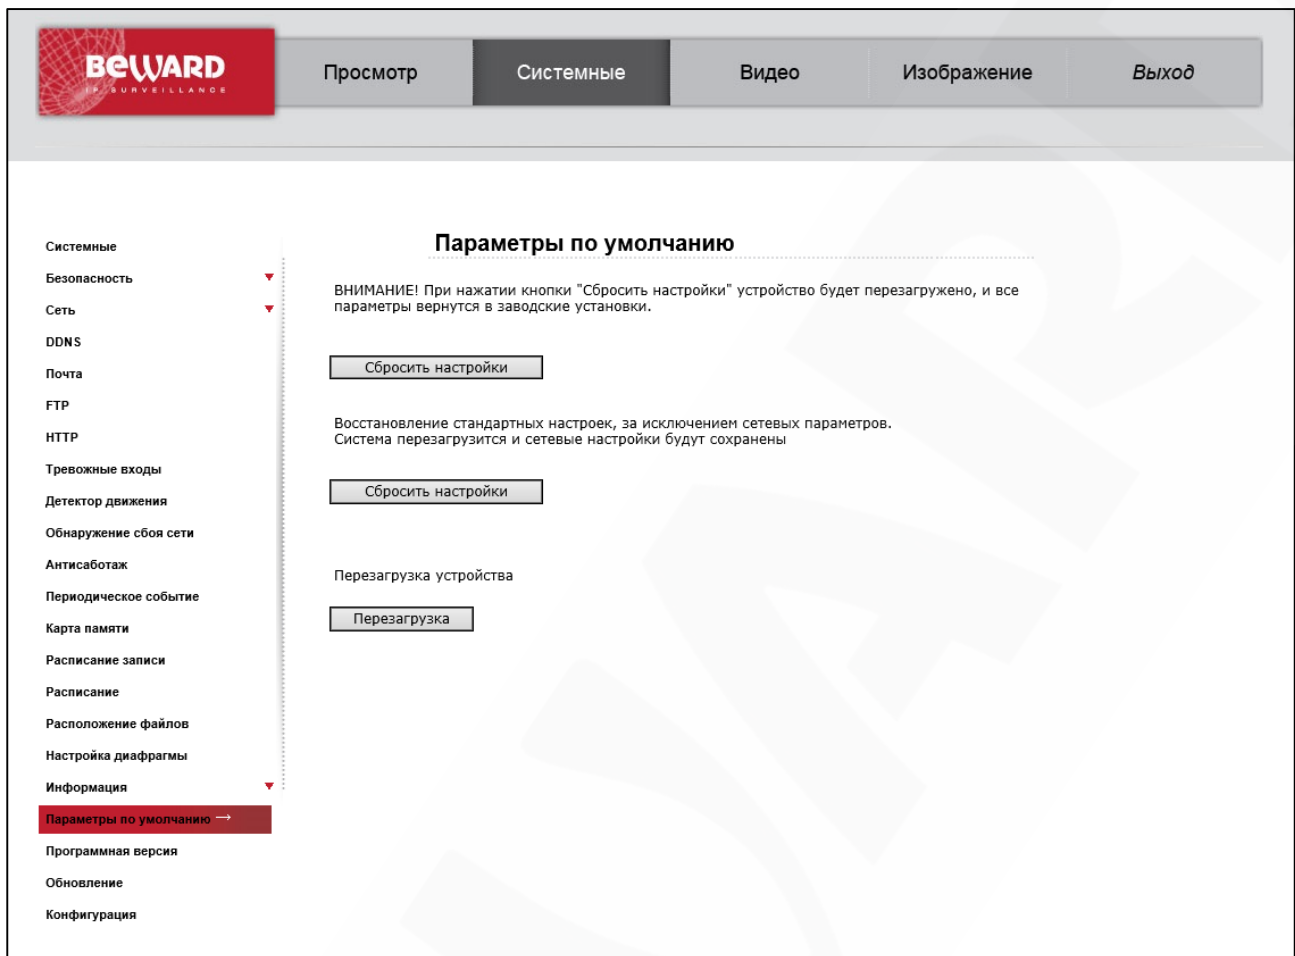 BEWARD
IP SURVEILLANCE
Просмотр
Системные
Видео
Изображение
Выход
Системные
Безопасность
Сеть
DDNS
Почта
FTP
HTTP
Тревожные входы
Детектор движения
Обнаружение сбоя сети
Антисаботаж
Периодическое событие
Карта памяти
Расписание записи
Расписание
Расположение файлов
Настройка диафрагмы
Информация
Параметры по умолчанию →
Программная версия
Обновление
Конфигурация
Параметры по умолчанию
ВНИМАНИЕ! При нажатии кнопки "Сбросить настройки" устройство будет перезагружено, и все
параметры вернутся в заводские установки.
Сбросить настройки
Восстановление стандартных настроек, за исключением сетевых параметров.
Система перезагрузится и сетевые настройки будут сохранены
Сбросить настройки
Перезагрузка устройства
Перезагрузка